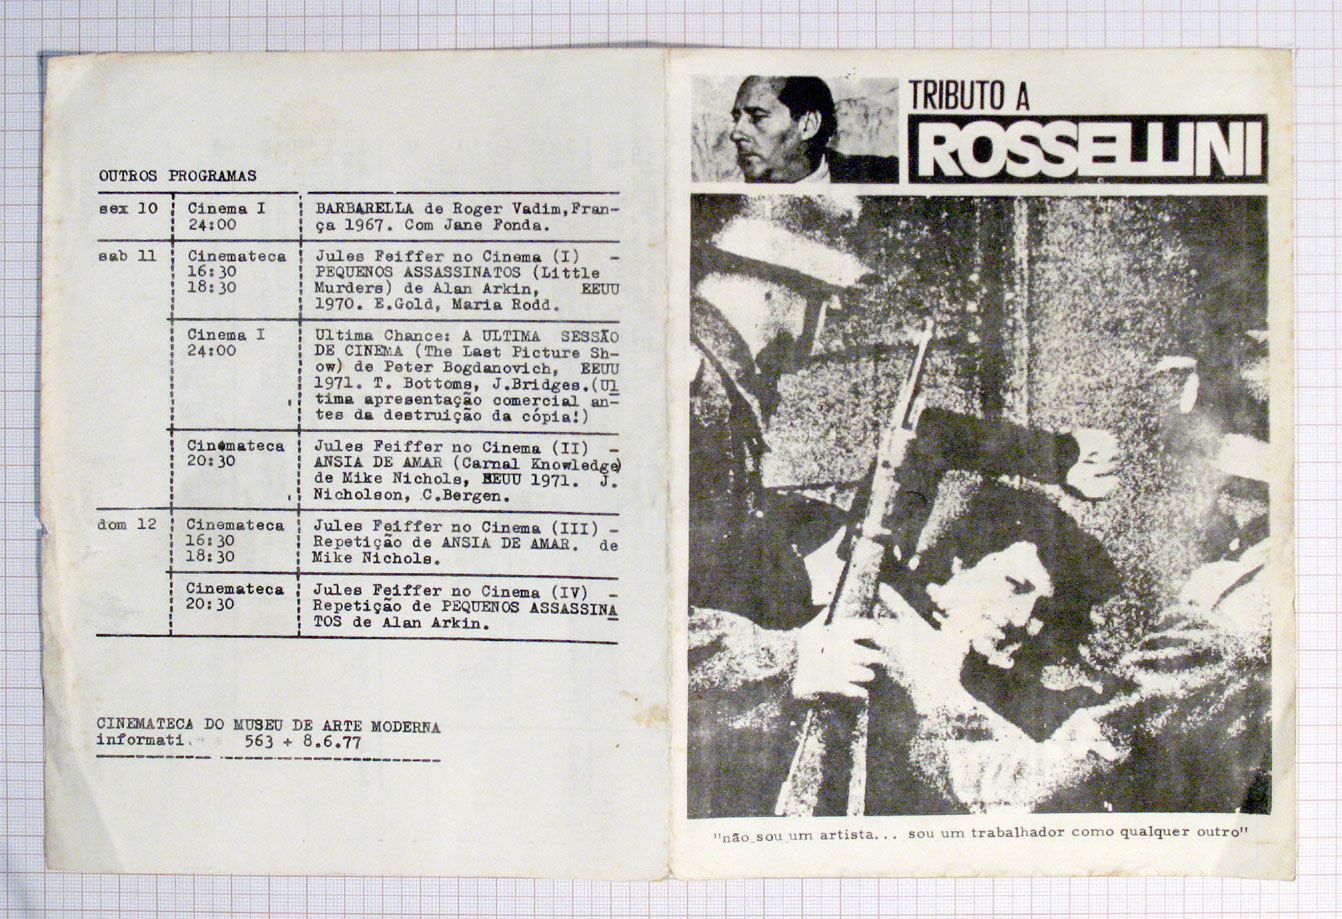 OUTROS PROGRAMAS
sex 10 Cinema I BARBARELLA de Roger Vadim,Fran-
24:00 ça 1967. Com Jane Fonda.
sab 11 Cinemateca Jules Feiffer no Cinema (I) -
16:30 PEQUENOS ASSASSINATOS (Little
18:30 Murders) de Alan Arkin, EEUU
1970. E.Gold, Maria Rodd.
Cinema I Ultima Chance: A ULTIMA SESSÃO
24:00 DE CINEMA (The Last Picture Sh-
ow) de Peter Bogdanovich, EEUU
1971. T. Bottoms, J.Bridges.(Ul
tima apresentação comercial an-
tes da destruição da cópia!)
Cinemateca Jules Feiffer no Cinema (II) -
20:30 ANSIA DE AMAR (Carnal Knowledge)
de Mike Nichols, EEUU 1971. J.
Nicholson, C.Bergen.
dom 12 Cinemateca Jules Feiffer no Cinema (III) -
16:30 Repetição de ANSIA DE AMAR. de
18:30 Mike Nichols.
Cinemateca Jules Feiffer no Cinema (IV) -
20:30 Repetição de PEQUENOS ASSASSINA
TOS de Alan Arkin.
CINEMATECA DO MUSEU DE ARTE MODERNA
informati 563 + 8.6.77
TRIBUTO A
ROSSELLINI
"não sou um artista... sou um trabalhador como qualquer outro"